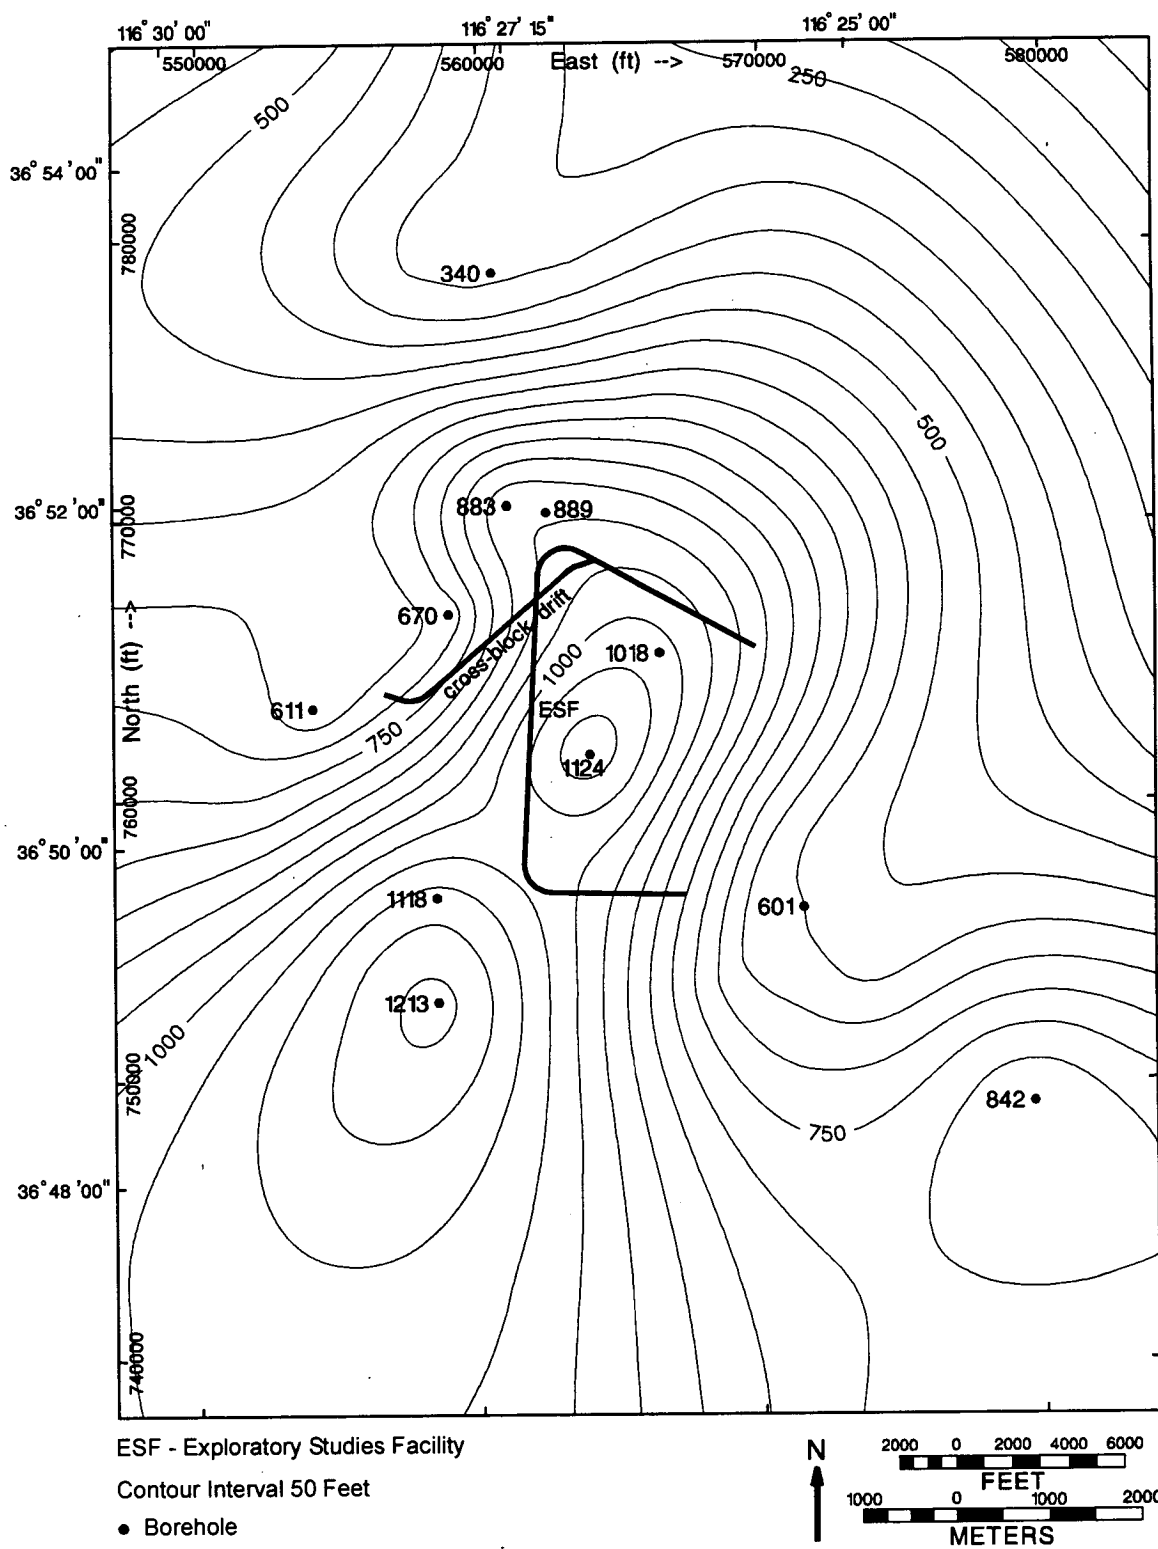 116° 30' 00"
116° 27' 15"
116° 25' 00"
550000
560000
East (ft) -->
570000
580000
250
500
36° 54' 00"
780000
340
500
36° 52' 00"
770000
883
889
North (ft) -->
670
cross-block drift
1000
1018
611
ESF
750
1124
760000
36° 50' 00"
1118
601
1213
1000
750000
842
750
36° 48' 00"
740000
ESF - Exploratory Studies Facility
Contour Interval 50 Feet
● Borehole
N
2000 0 2000 4000 6000
FEET
1000 0 1000 2000
METERS